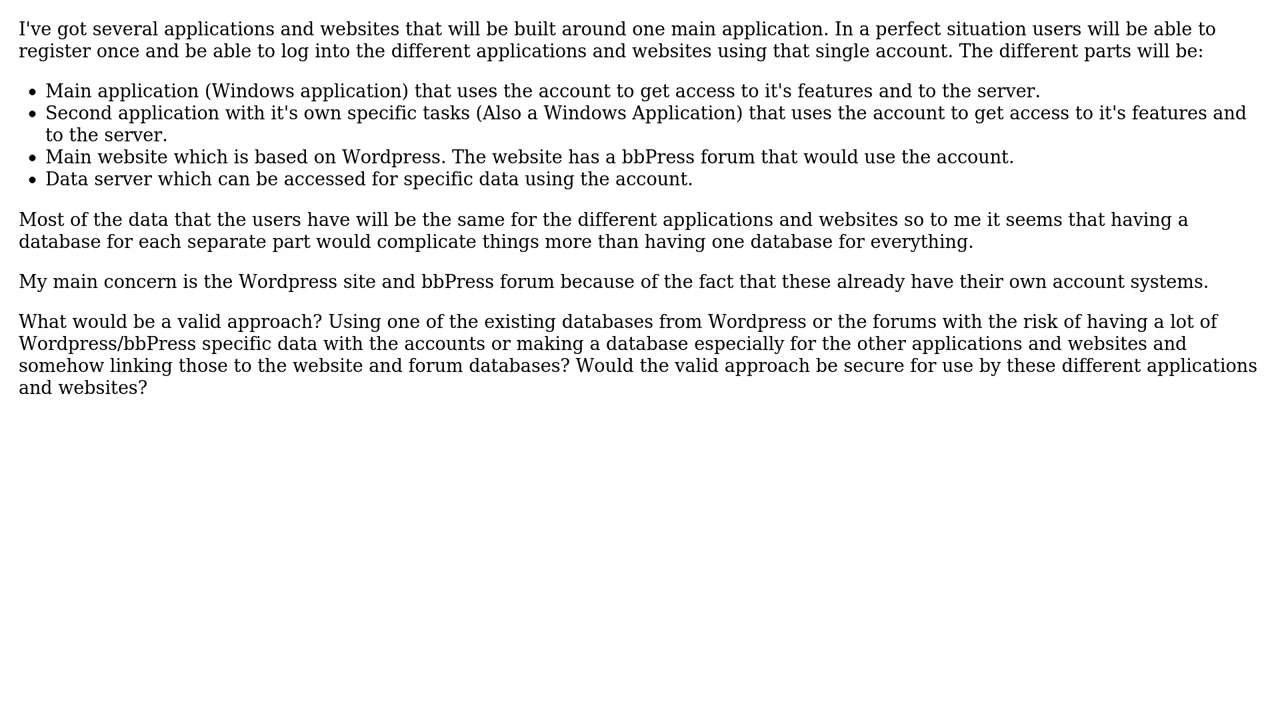 I've got several applications and websites that will be built around one main application. In a perfect situation users will be able to
register once and be able to log into the different applications and websites using that single account. The different parts will be:
• Main application (Windows application) that uses the account to get access to it's features and to the server.
• Second application with it's own specific tasks (Also a Windows Application) that uses the account to get access to it's features and
to the server.
• Main website which is based on Wordpress. The website has a bbPress forum that would use the account.
• Data server which can be accessed for specific data using the account.
Most of the data that the users have will be the same for the different applications and websites so to me it seems that having a
database for each separate part would complicate things more than having one database for everything.
My main concern is the Wordpress site and bbPress forum because of the fact that these already have their own account systems.
What would be a valid approach? Using one of the existing databases from Wordpress or the forums with the risk of having a lot of
Wordpress/bbPress specific data with the accounts or making a database especially for the other applications and websites and
somehow linking those to the website and forum databases? Would the valid approach be secure for use by these different applications
and websites?